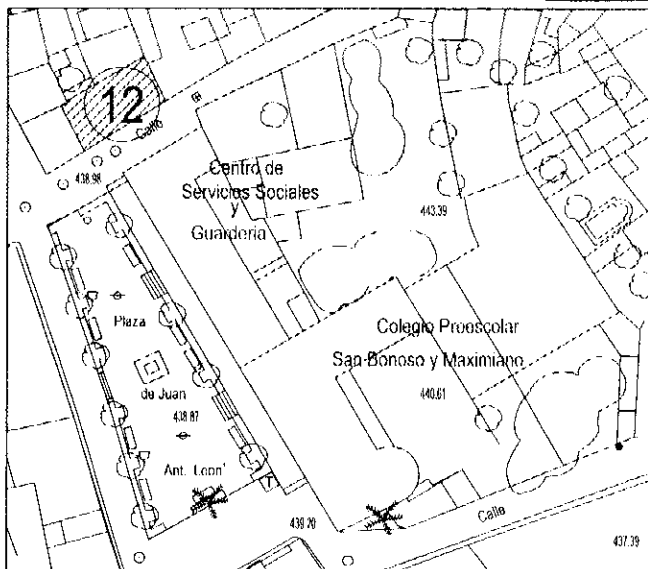 12
Calle
438.98
Centro de
Servicios Sociales
y
Guarderia
443.39
Plaza
de Juan
438.87
Ant. Leon'
Colegio Preescolar
San Bonoso y Maximiano
440.61
T
439.20
Calle
437.39